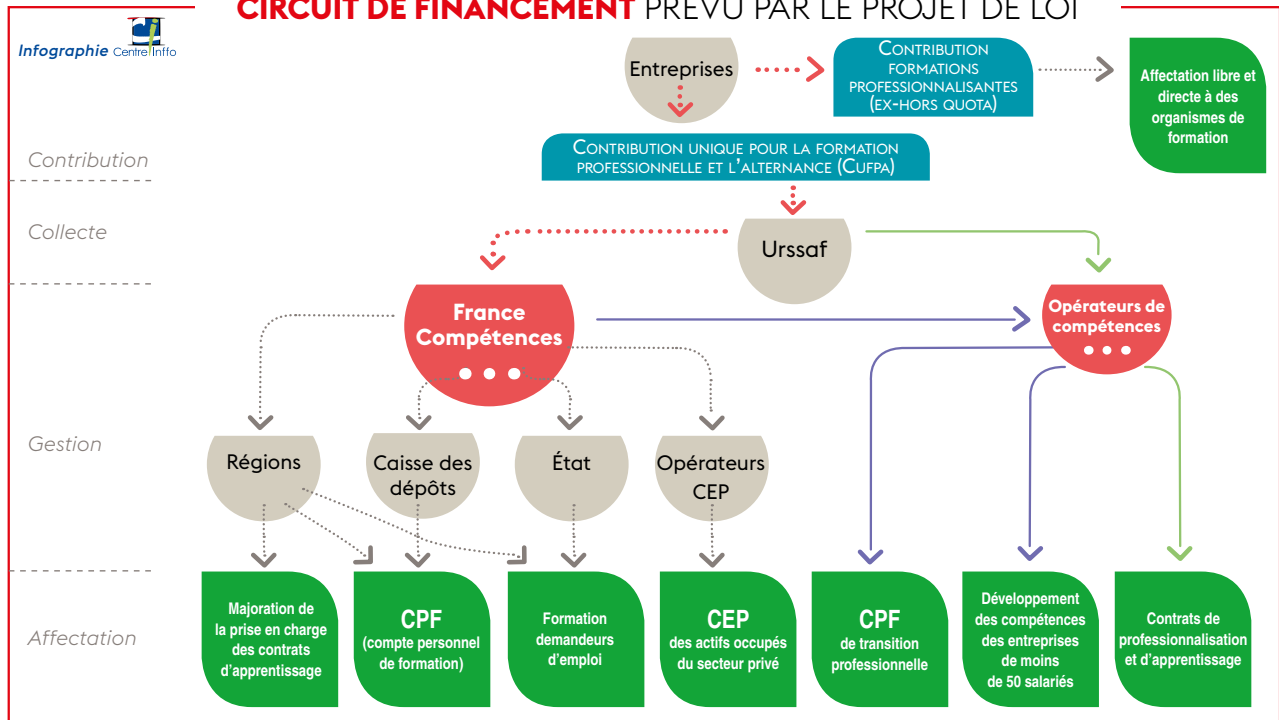 CIRCUIT DE FINANCEMENT PRÉVU PAR LE PROJET DE LOI
Infographie Centre Inffo
Entreprises
CONTRIBUTION
FORMATIONS
PROFESSIONNALISANTES
(EX-HORS QUOTA)
Affectation libre et
directe à des
organismes de
formation
Contribution
CONTRIBUTION UNIQUE POUR LA FORMATION
PROFESSIONNELLE ET L'ALTERNANCE (CUFPA)
Collecte
Urssaf
France
Compétences
Opérateurs de
compétences
Gestion
Régions
Caisse des
dépôts
État
Opérateurs
CEP
Affectation
Majoration de
la prise en charge
des contrats
d'apprentissage
CPF
(compte personnel
de formation)
Formation
demandeurs
d'emploi
CEP
des actifs occupés
du secteur privé
CPF
de transition
professionnelle
Développement
des compétences
des entreprises
de moins
de 50 salariés
Contrats de
professionnalisation
et d'apprentissage